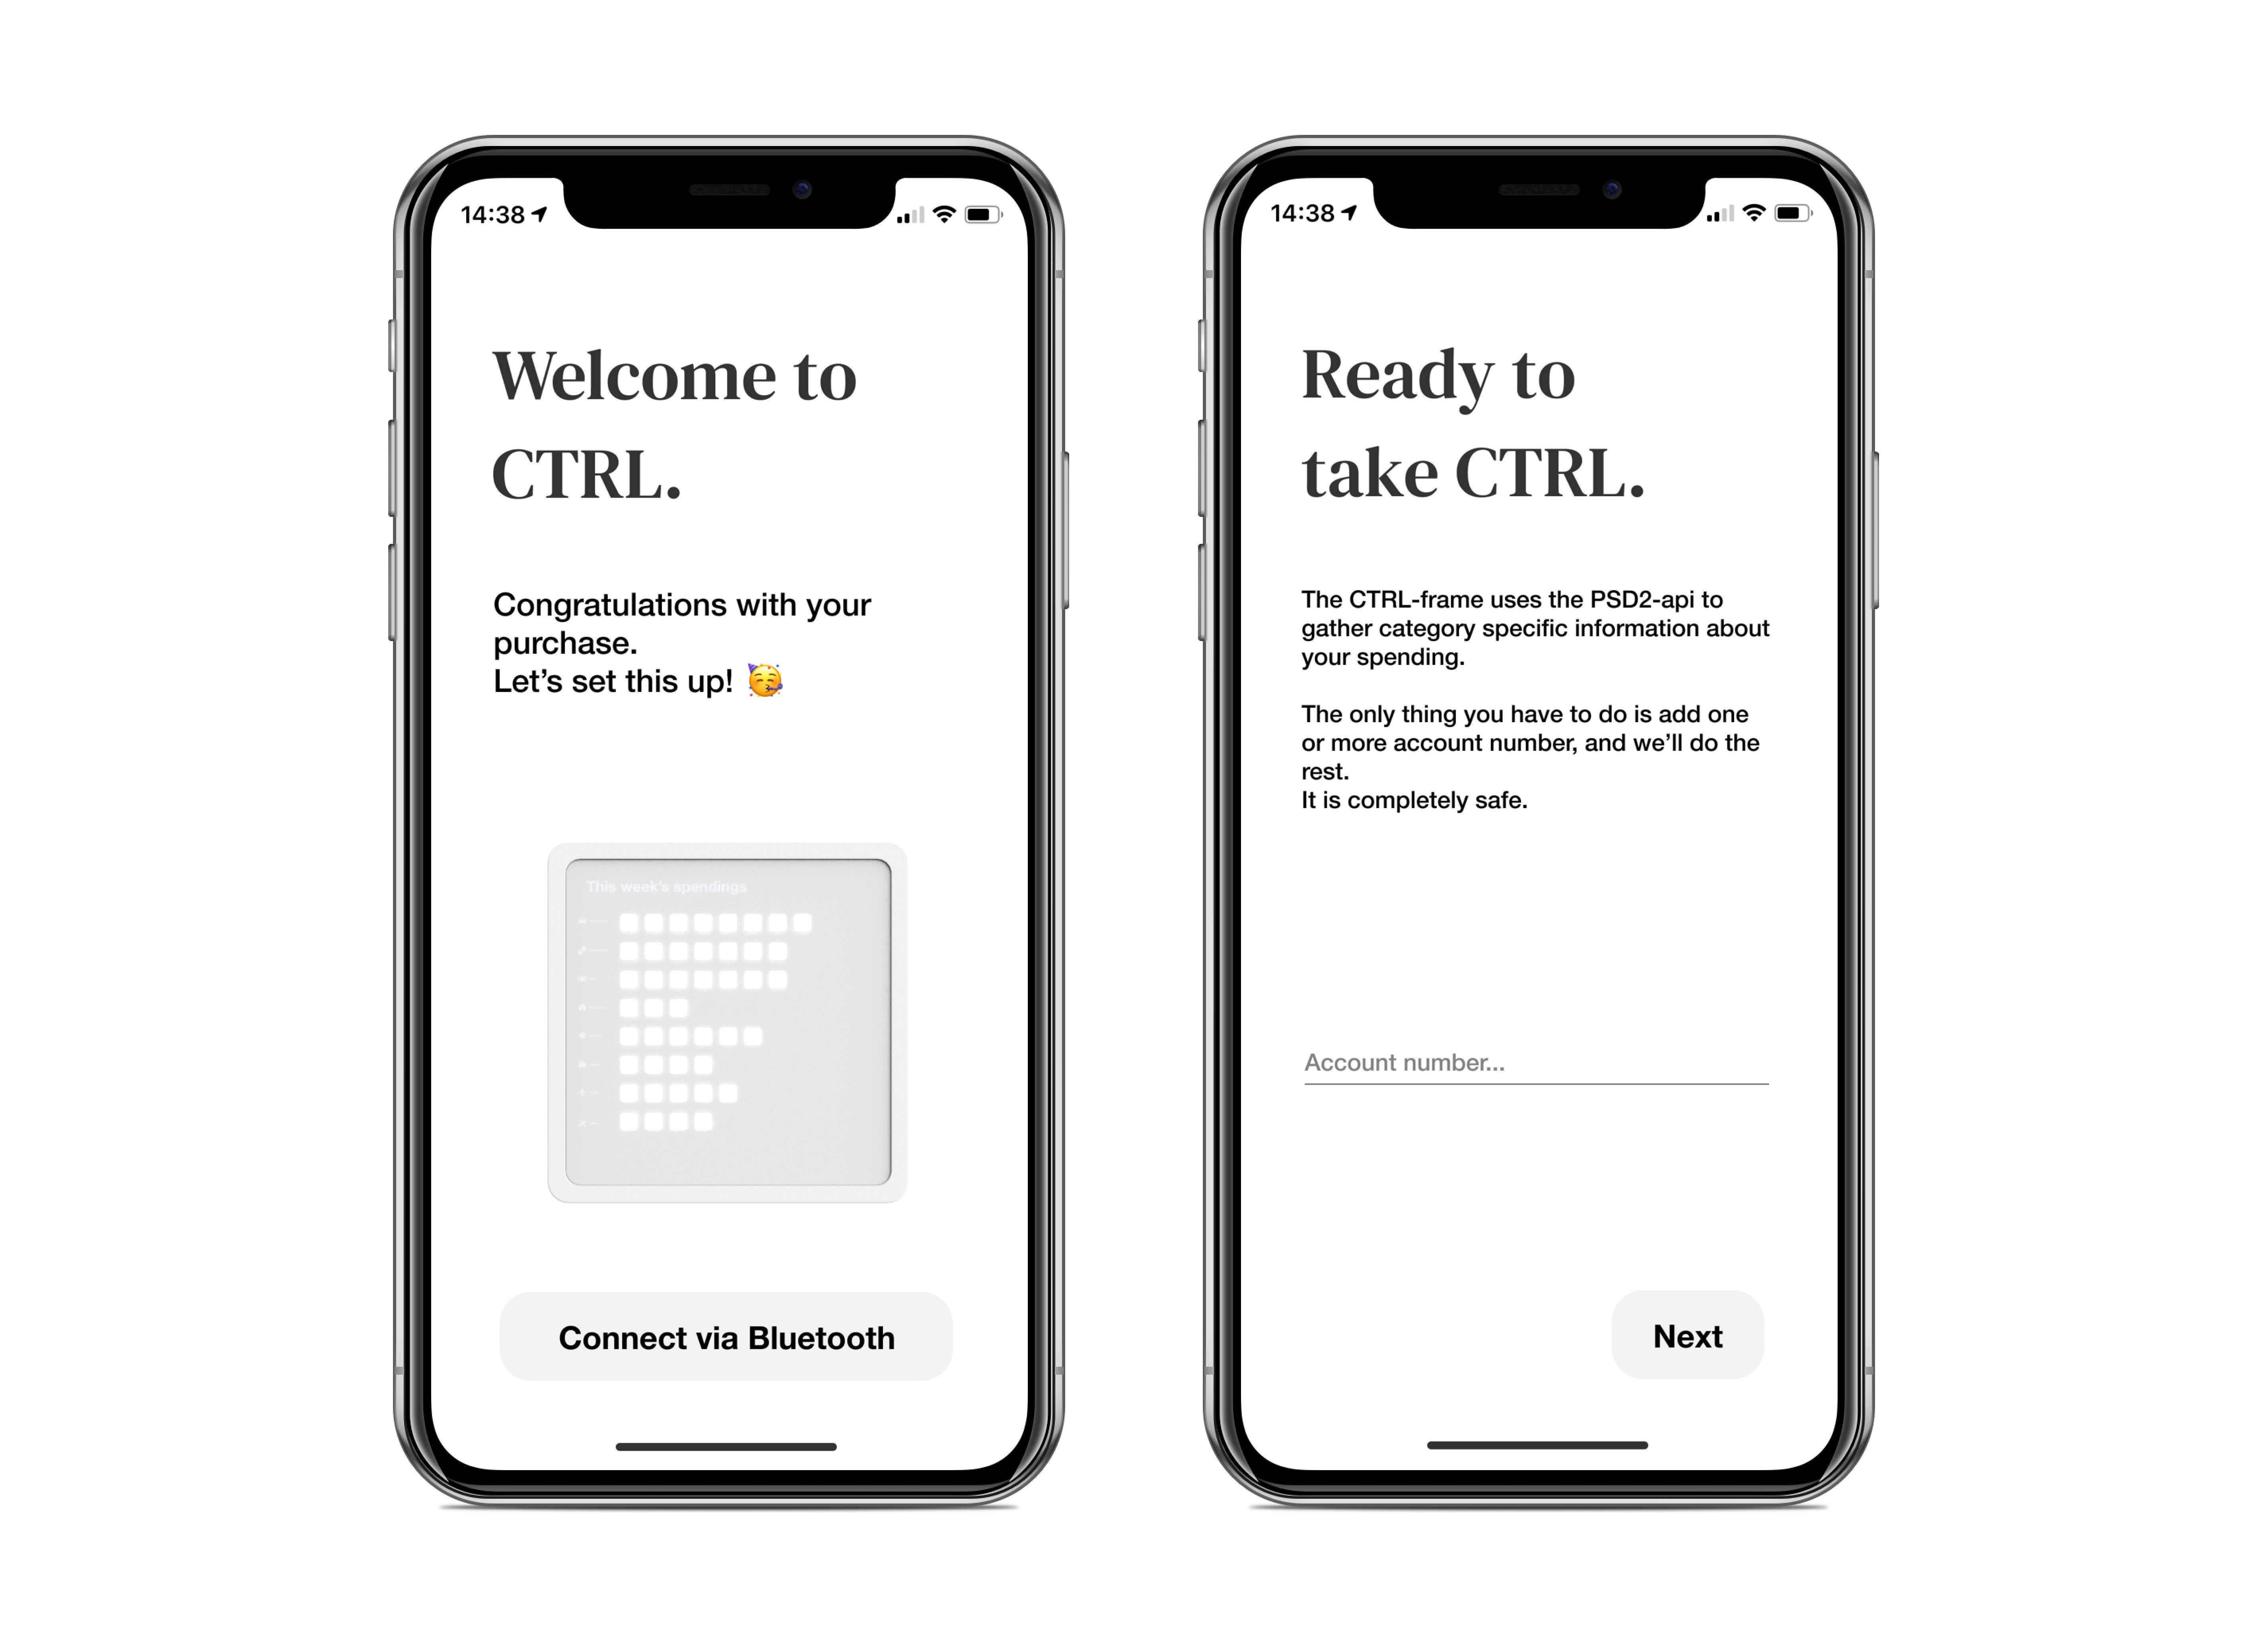 14:38
Welcome to
CTRL.
Congratulations with your
purchase.
Let’s set this up! 🥳
This week's spendings
Connect via Bluetooth
14:38
Ready to
take CTRL.
The CTRL-frame uses the PSD2-api to
gather category specific information about
your spending.
The only thing you have to do is add one
or more account number, and we’ll do the
rest.
It is completely safe.
Account number...
Next